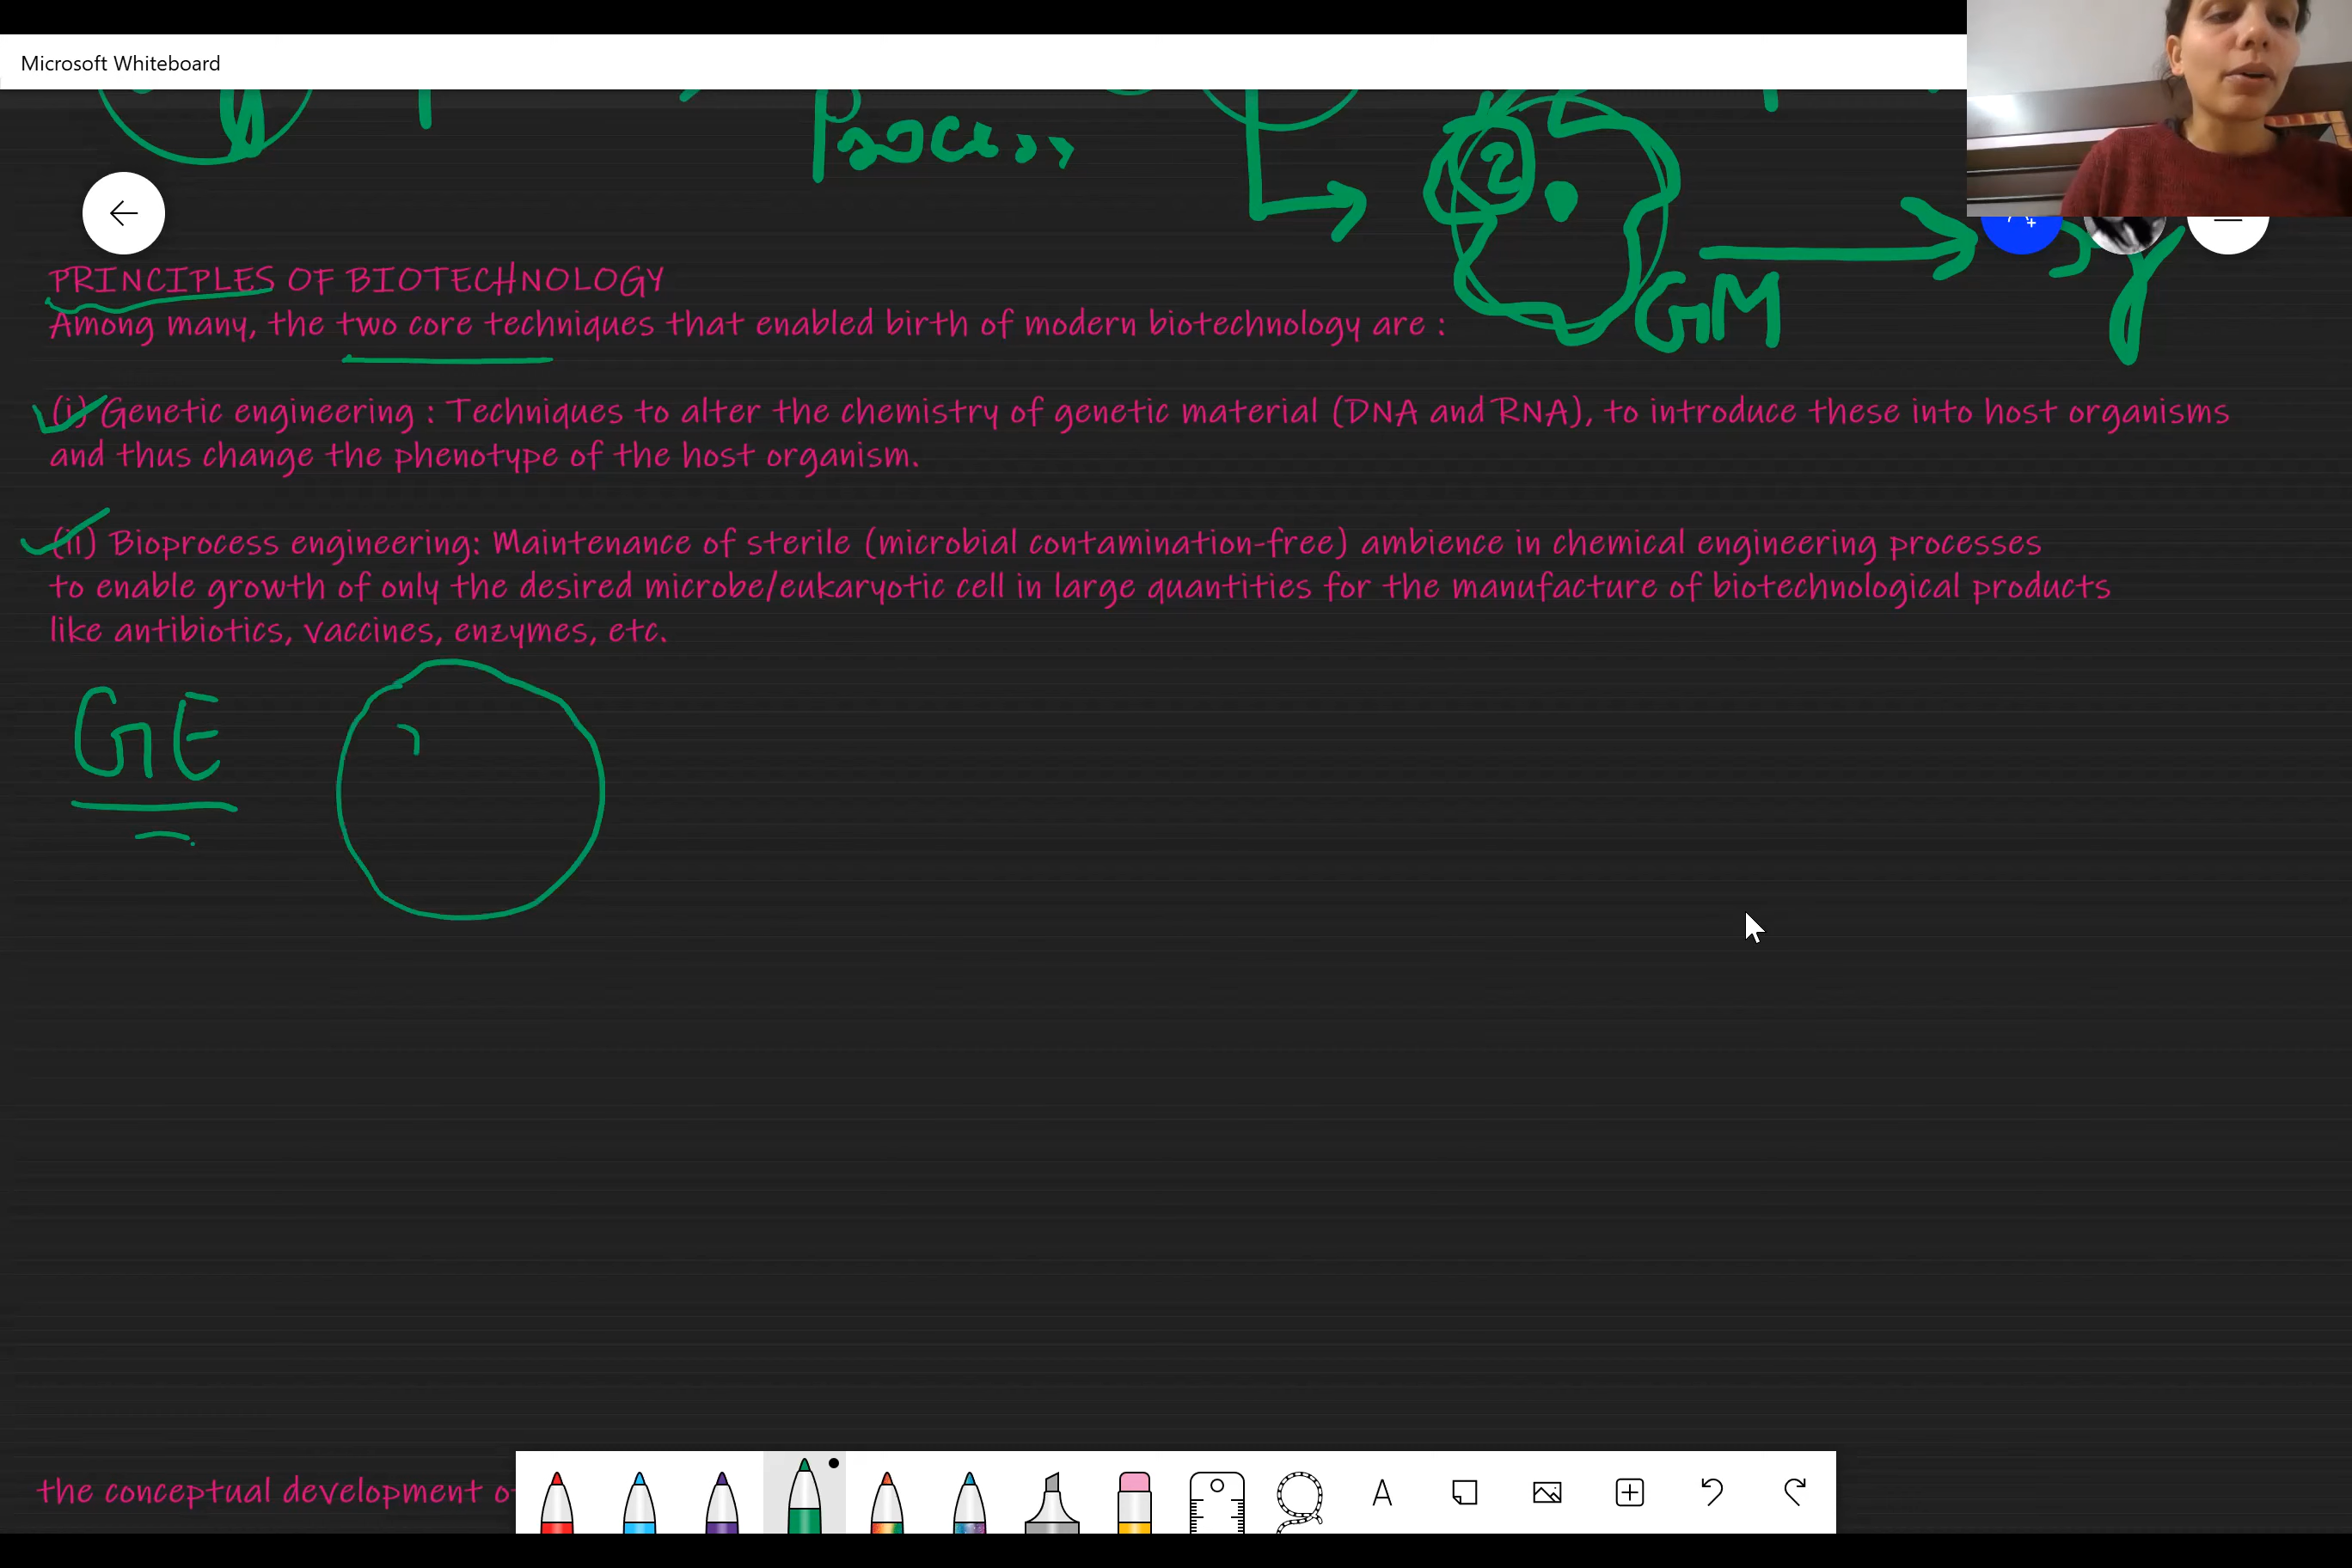 Microsoft Whiteboard
Process
2
GM
PRINCIPLES OF BIOTECHNOLOGY
Among many, the two core techniques that enabled birth of modern biotechnology are :
(i) Genetic engineering : Techniques to alter the chemistry of genetic material (DNA and RNA), to introduce these into host organisms
and thus change the phenotype of the host organism.
(ii) Bioprocess engineering: Maintenance of sterile (microbial contamination-free) ambience in chemical engineering processes
to enable growth of only the desired microbe/eukaryotic cell in large quantities for the manufacture of biotechnological products
like antibiotics, vaccines, enzymes, etc.
GE
the conceptual development
A